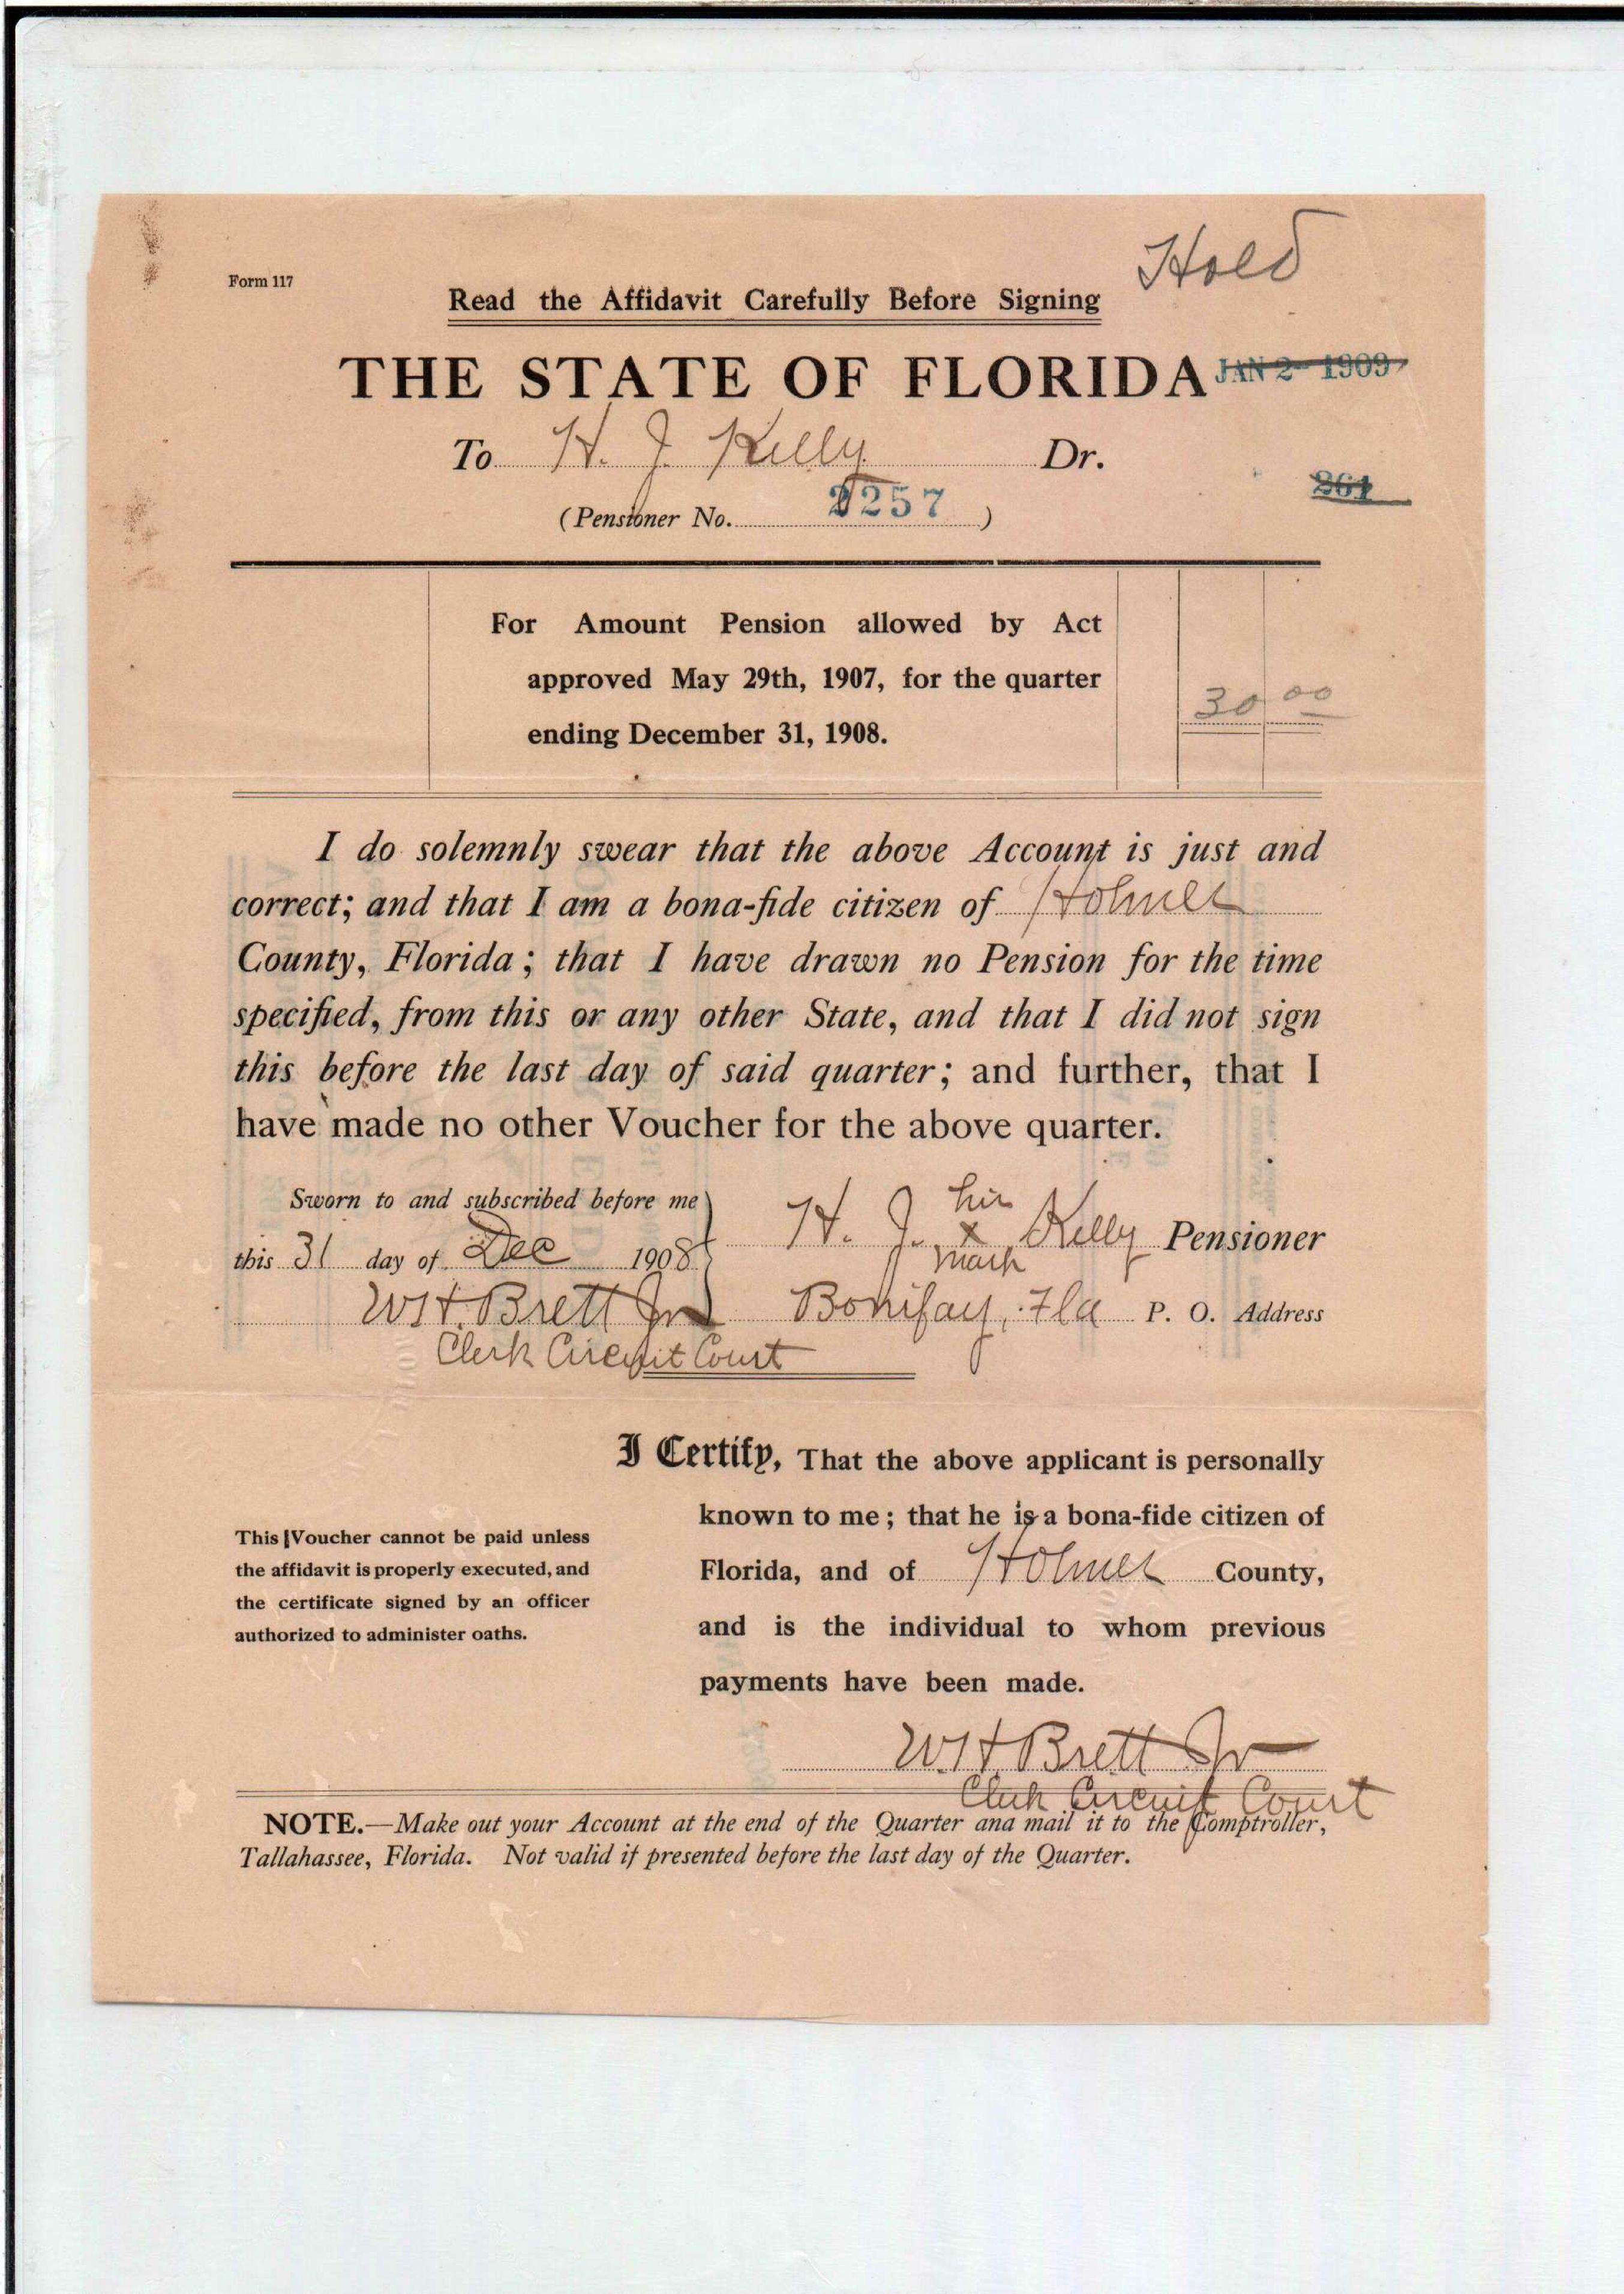 Hold
Form 117
Read the Affidavit Carefully Before Signing
THE STATE OF FLORIDA JAN 2- 1909
To H. J. Kelly Dr.
861
(Pensioner No. 2257)
For Amount Pension allowed by Act
approved May 29th, 1907, for the quarter
ending December 31, 1908.
30 00
I do solemnly swear that the above Account is just and
correct; and that I am a bona-fide citizen of Holmes
County, Florida; that I have drawn no Pension for the time
specified, from this or any other State, and that I did not sign
this before the last day of said quarter; and further, that I
have made no other Voucher for the above quarter.
Sworn to and subscribed before me
this 31 day of Dec 1908
W.H. Brett Jr
Clerk Circuit Court
his
H. J. x Kelly Pensioner
mark
Bonifay, Fla P. O. Address
I Certify, That the above applicant is personally
known to me; that he is a bona-fide citizen of
Florida, and of Holmes County,
and is the individual to whom previous
payments have been made.
This Voucher cannot be paid unless
the affidavit is properly executed, and
the certificate signed by an officer
authorized to administer oaths.
W.H. Brett Jr
Clerk Circuit Court
NOTE.—Make out your Account at the end of the Quarter and mail it to the Comptroller,
Tallahassee, Florida. Not valid if presented before the last day of the Quarter.